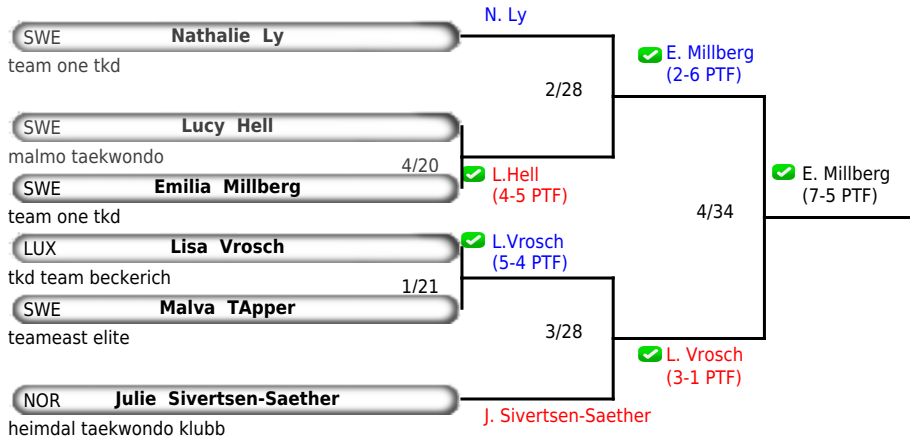 N. Ly
SWE Nathalie Ly
team one tkd
E. Millberg
(2-6 PTF)
2/28
SWE Lucy Hell
malmo taekwondo
4/20
L.Hell
(4-5 PTF)
SWE Emilia Millberg
team one tkd
E. Millberg
(7-5 PTF)
4/34
LUX Lisa Vrosch
tkd team beckerich
L.Vrosch
(5-4 PTF)
1/21
SWE Malva TApper
teameast elite
3/28
L. Vrosch
(3-1 PTF)
NOR Julie Sivertsen-Saether
heimdal taekwondo klubb
J. Sivertsen-Saether